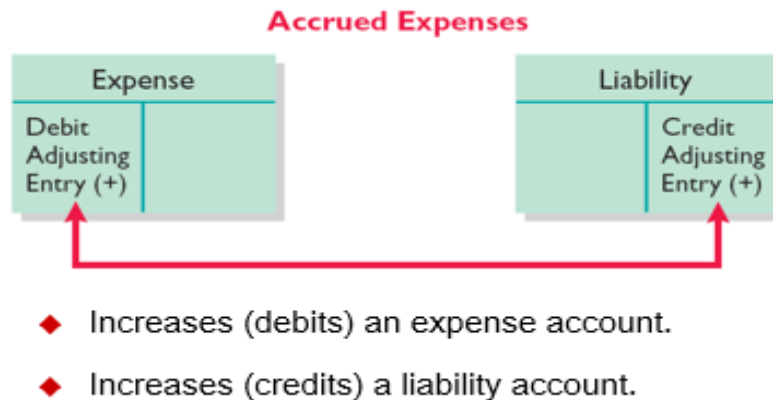 Accrued Expenses
Expense
Debit
Adjusting
Entry (+)
Liability
Credit
Adjusting
Entry (+)
Increases (debits) an expense account.
Increases (credits) a liability account.